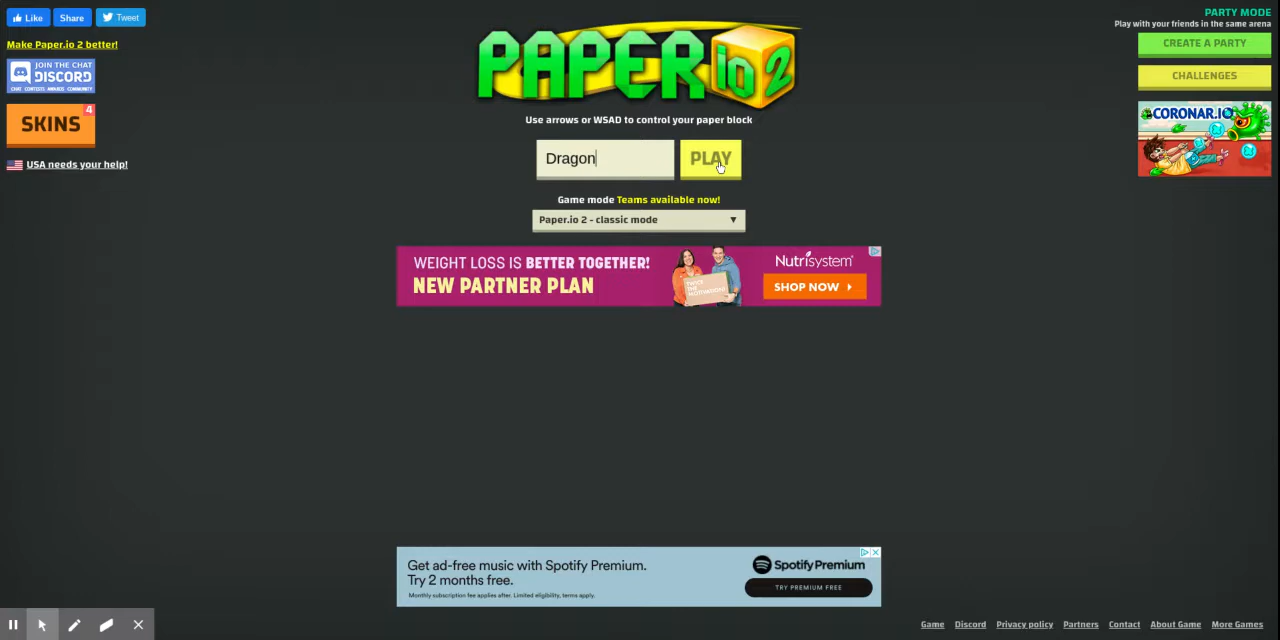 Like
Share
Tweet
Make Paper.io 2 better!
JOIN THE CHAT
DISCORD
CHAT CONTESTS AWARDS COMMUNITY
SKINS
4
USA needs your help!
PAPER io 2
Use arrows or WSAD to control your paper block
Dragon
PLAY
Game mode Teams available now!
Paper.io 2 - classic mode
WEIGHT LOSS IS BETTER TOGETHER!
NEW PARTNER PLAN
Nutrisystem
SHOP NOW
PARTY MODE
Play with your friends in the same arena
CREATE A PARTY
CHALLENGES
CORONAR.IO
Get ad-free music with Spotify Premium.
Try 2 months free.
Monthly subscription fee applies after. Limited eligibility, terms apply.
Spotify Premium
TRY PREMIUM FREE
Game
Discord
Privacy policy
Partners
Contact
About Game
More Games